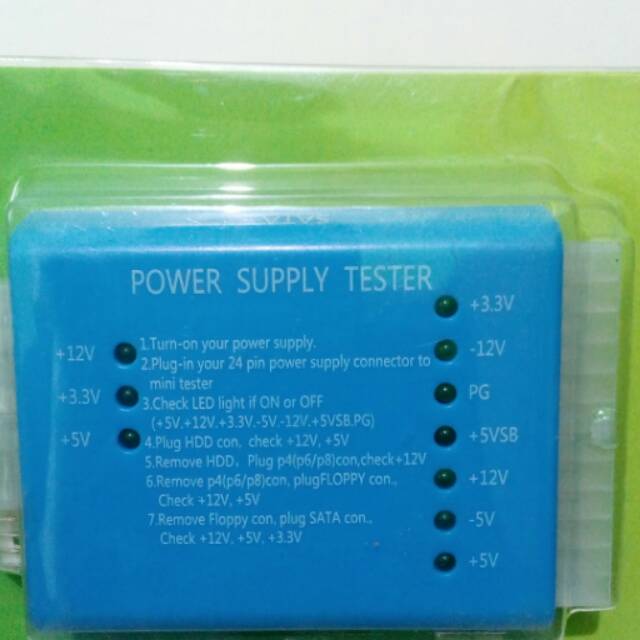 SATA
POWER SUPPLY TESTER
+12V
+3.3V
+5V
1.Turn-on your power supply.
2.Plug-in your 24 pin power supply connector to
mini tester
3.Check LED light if ON or OFF
(+5V.+12V.+3.3V.-5V.-12V.+5VSB.PG)
4.Plug HDD con, check +12V, +5V
5.Remove HDD, Plug p4(p6/p8)con,check+12V
6.Remove p4(p6/p8)con, plugFLOPPY con.,
Check +12V, +5V
7.Remove Floppy con, plug SATA con.,
Check +12V, +5V, +3.3V
+3.3V
-12V
PG
+5VSB
+12V
-5V
+5V